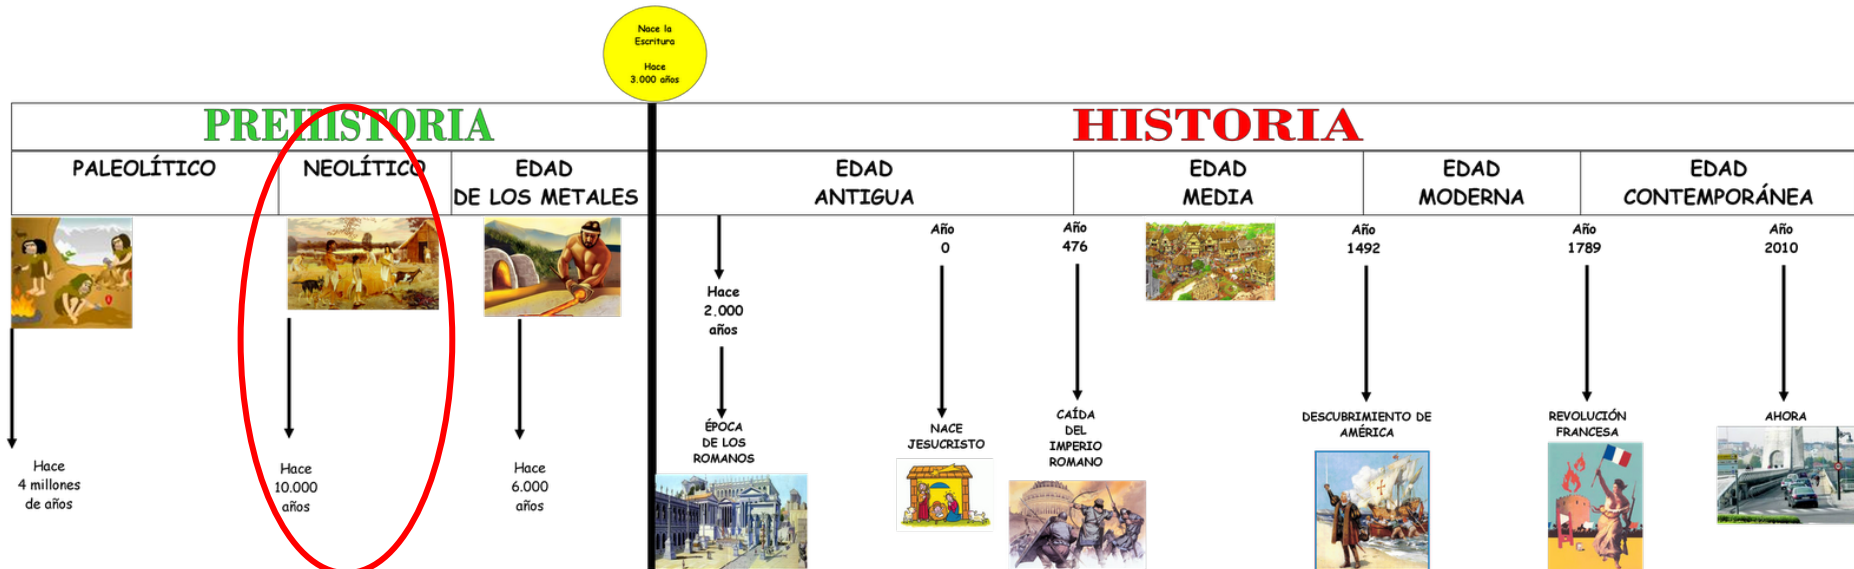 Nace la
Escritura
Hace
3.000 años
PREHISTORIA
HISTORIA
PALEOLÍTICO
NEOLÍTICO
EDAD
DE LOS METALES
EDAD
ANTIGUA
EDAD
MEDIA
EDAD
MODERNA
EDAD
CONTEMPORÁNEA
Hace
4 millones
de años
Hace
10.000
años
Hace
6.000
años
Hace
2.000
años
ÉPOCA
DE LOS
ROMANOS
Año
0
NACE
JESUCRISTO
Año
476
CAÍDA
DEL
IMPERIO
ROMANO
Año
1492
DESCUBRIMIENTO DE
AMÉRICA
Año
1789
REVOLUCIÓN
FRANCESA
Año
2010
AHORA